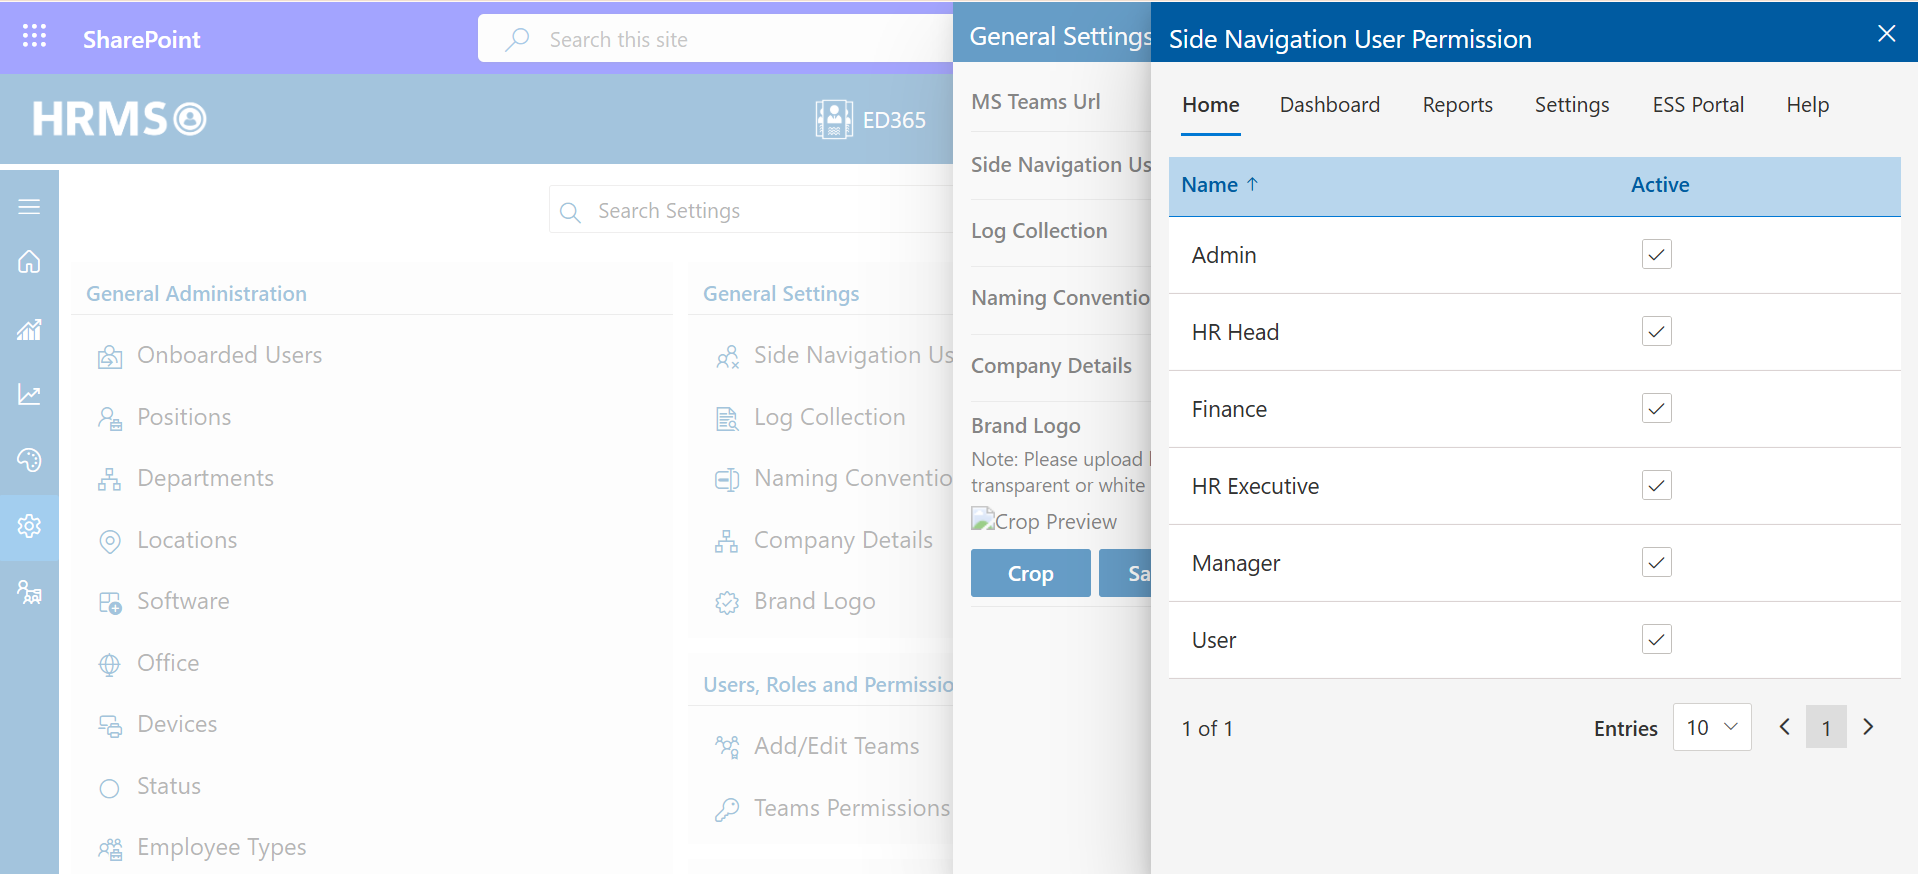 SharePoint
Search this site
HRMS
ED365
Search Settings
General Administration
Onboarded Users
Positions
Departments
Locations
Software
Office
Devices
Status
Employee Types
General Settings
Side Navigation Us
Log Collection
Naming Conventio
Company Details
Brand Logo
Users, Roles and Permissio
Add/Edit Teams
Teams Permissions
General Settings
MS Teams Url
Side Navigation Us
Log Collection
Naming Conventio
Company Details
Brand Logo
Note: Please upload
transparent or white
Crop Preview
Crop
Sa
Side Navigation User Permission
Home Dashboard Reports Settings ESS Portal Help
Name ↑ Active
Admin
HR Head
Finance
HR Executive
Manager
User
1 of 1 Entries 10 1